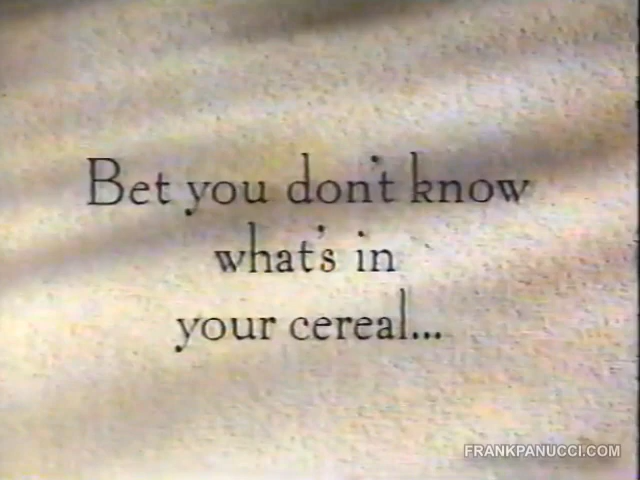 Bet you don't know
what's in
your cereal...
FRANKPANUCCI.COM